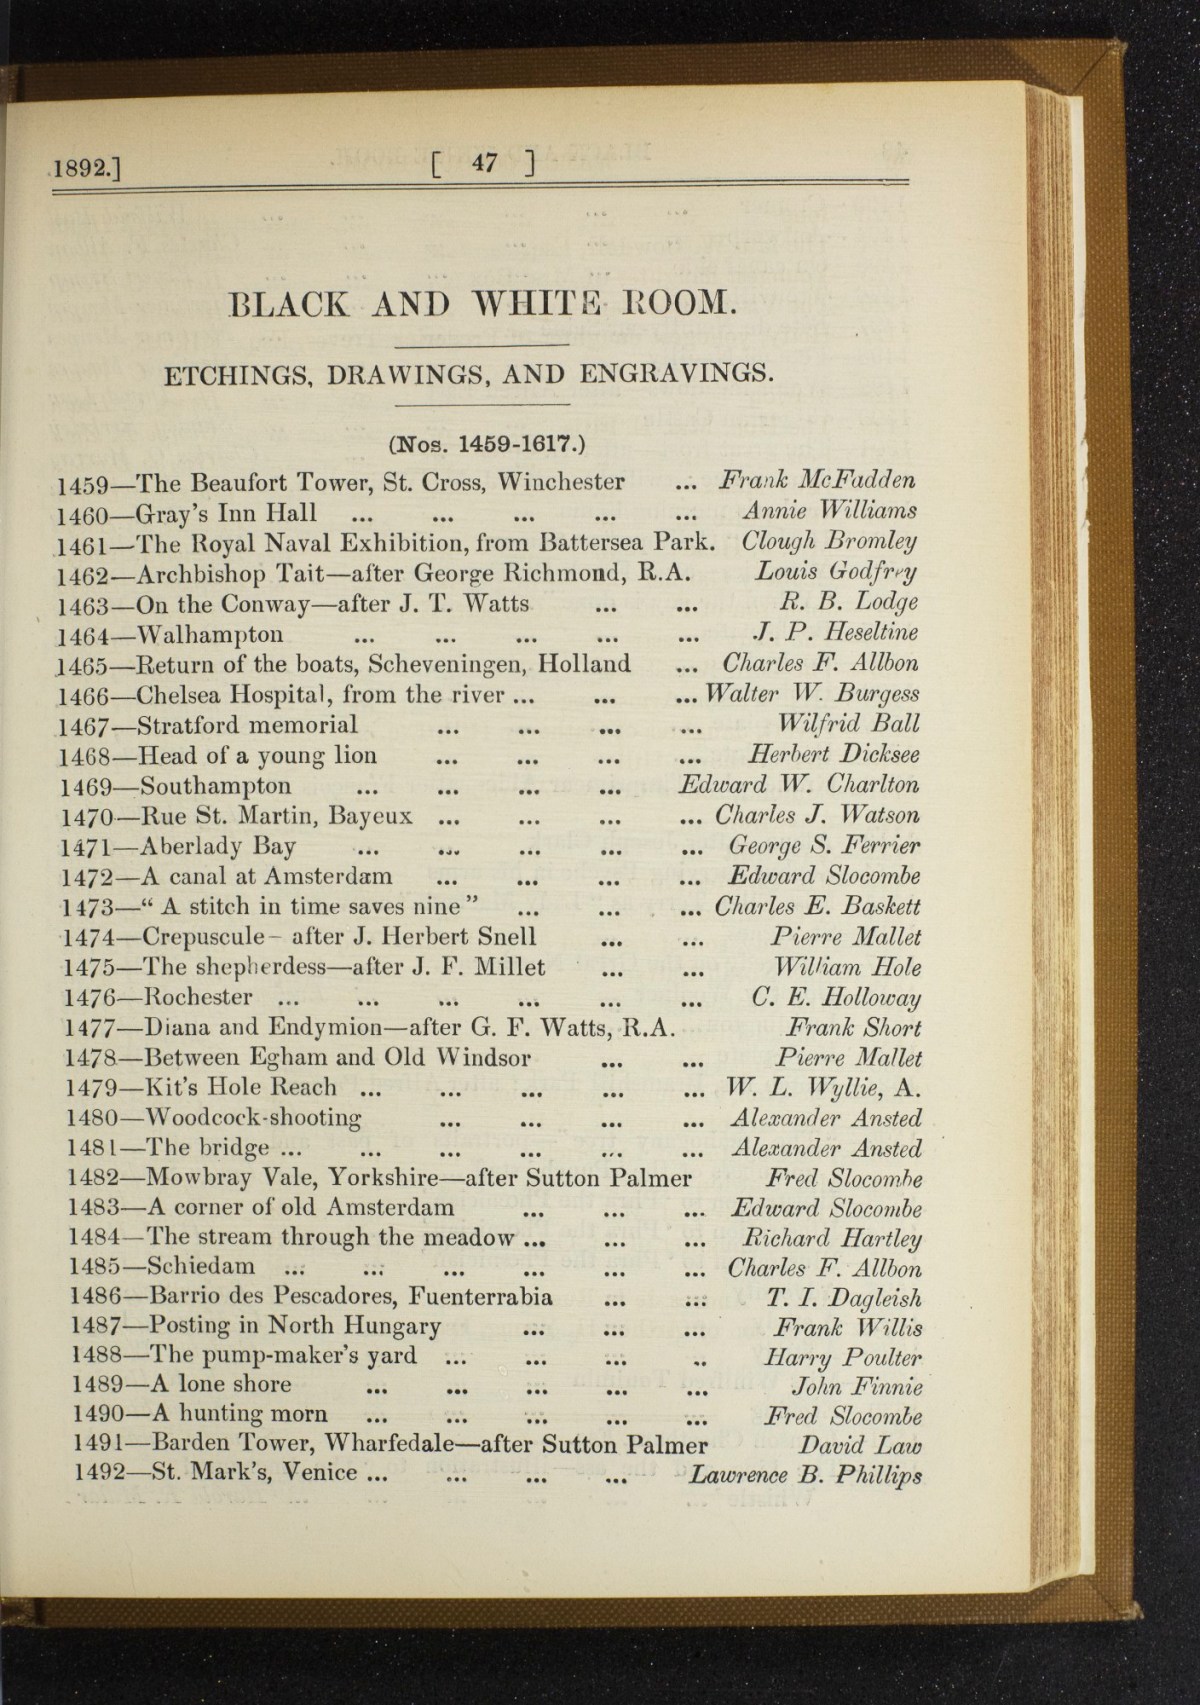 1892.] [ 47 ]
BLACK AND WHITE ROOM.
ETCHINGS, DRAWINGS, AND ENGRAVINGS.
(Nos. 1459-1617.)
1459—The Beaufort Tower, St. Cross, Winchester ... Frank McFadden
1460—Gray's Inn Hall ... ... ... ... ... Annie Williams
1461—The Royal Naval Exhibition, from Battersea Park. Clough Bromley
1462—Archbishop Tait—after George Richmond, R.A. Louis Godfrey
1463—On the Conway—after J. T. Watts ... ... R. B. Lodge
1464—Walhampton ... ... ... ... ... J. P. Heseltine
1465—Return of the boats, Scheveningen, Holland ... Charles F. Allbon
1466—Chelsea Hospital, from the river ... ... ... Walter W. Burgess
1467—Stratford memorial ... ... ... ... Wilfrid Ball
1468—Head of a young lion ... ... ... ... Herbert Dicksee
1469—Southampton ... ... ... ... Edward W. Charlton
1470—Rue St. Martin, Bayeux ... ... ... ... Charles J. Watson
1471—Aberlady Bay ... ... ... ... ... George S. Ferrier
1472—A canal at Amsterdam ... ... ... ... Edward Slocombe
1473—“ A stitch in time saves nine ” ... ... ... Charles E. Baskett
1474—Crepuscule – after J. Herbert Snell ... ... Pierre Mallet
1475—The shepherdess—after J. F. Millet ... ... William Hole
1476—Rochester ... ... ... ... ... ... C. E. Holloway
1477—Diana and Endymion—after G. F. Watts, R.A. Frank Short
1478—Between Egham and Old Windsor ... ... Pierre Mallet
1479—Kit's Hole Reach ... ... ... ... ... W. L. Wyllie, A.
1480—Woodcock-shooting ... ... ... ... Alexander Ansted
1481—The bridge ... ... ... ... ... ... Alexander Ansted
1482—Mowbray Vale, Yorkshire—after Sutton Palmer Fred Slocombe
1483—A corner of old Amsterdam ... ... ... Edward Slocombe
1484—The stream through the meadow ... ... ... Richard Hartley
1485—Schiedam ... ... ... ... ... ... Charles F. Allbon
1486—Barrio des Pescadores, Fuenterrabia ... ... T. I. Dagleish
1487—Posting in North Hungary ... ... ... Frank Willis
1488—The pump-maker's yard ... ... ... .. Harry Poulter
1489—A lone shore ... ... ... ... ... John Finnie
1490—A hunting morn ... ... ... ... ... Fred Slocombe
1491—Barden Tower, Wharfedale—after Sutton Palmer David Law
1492—St. Mark's, Venice ... ... ... ... Lawrence B. Phillips